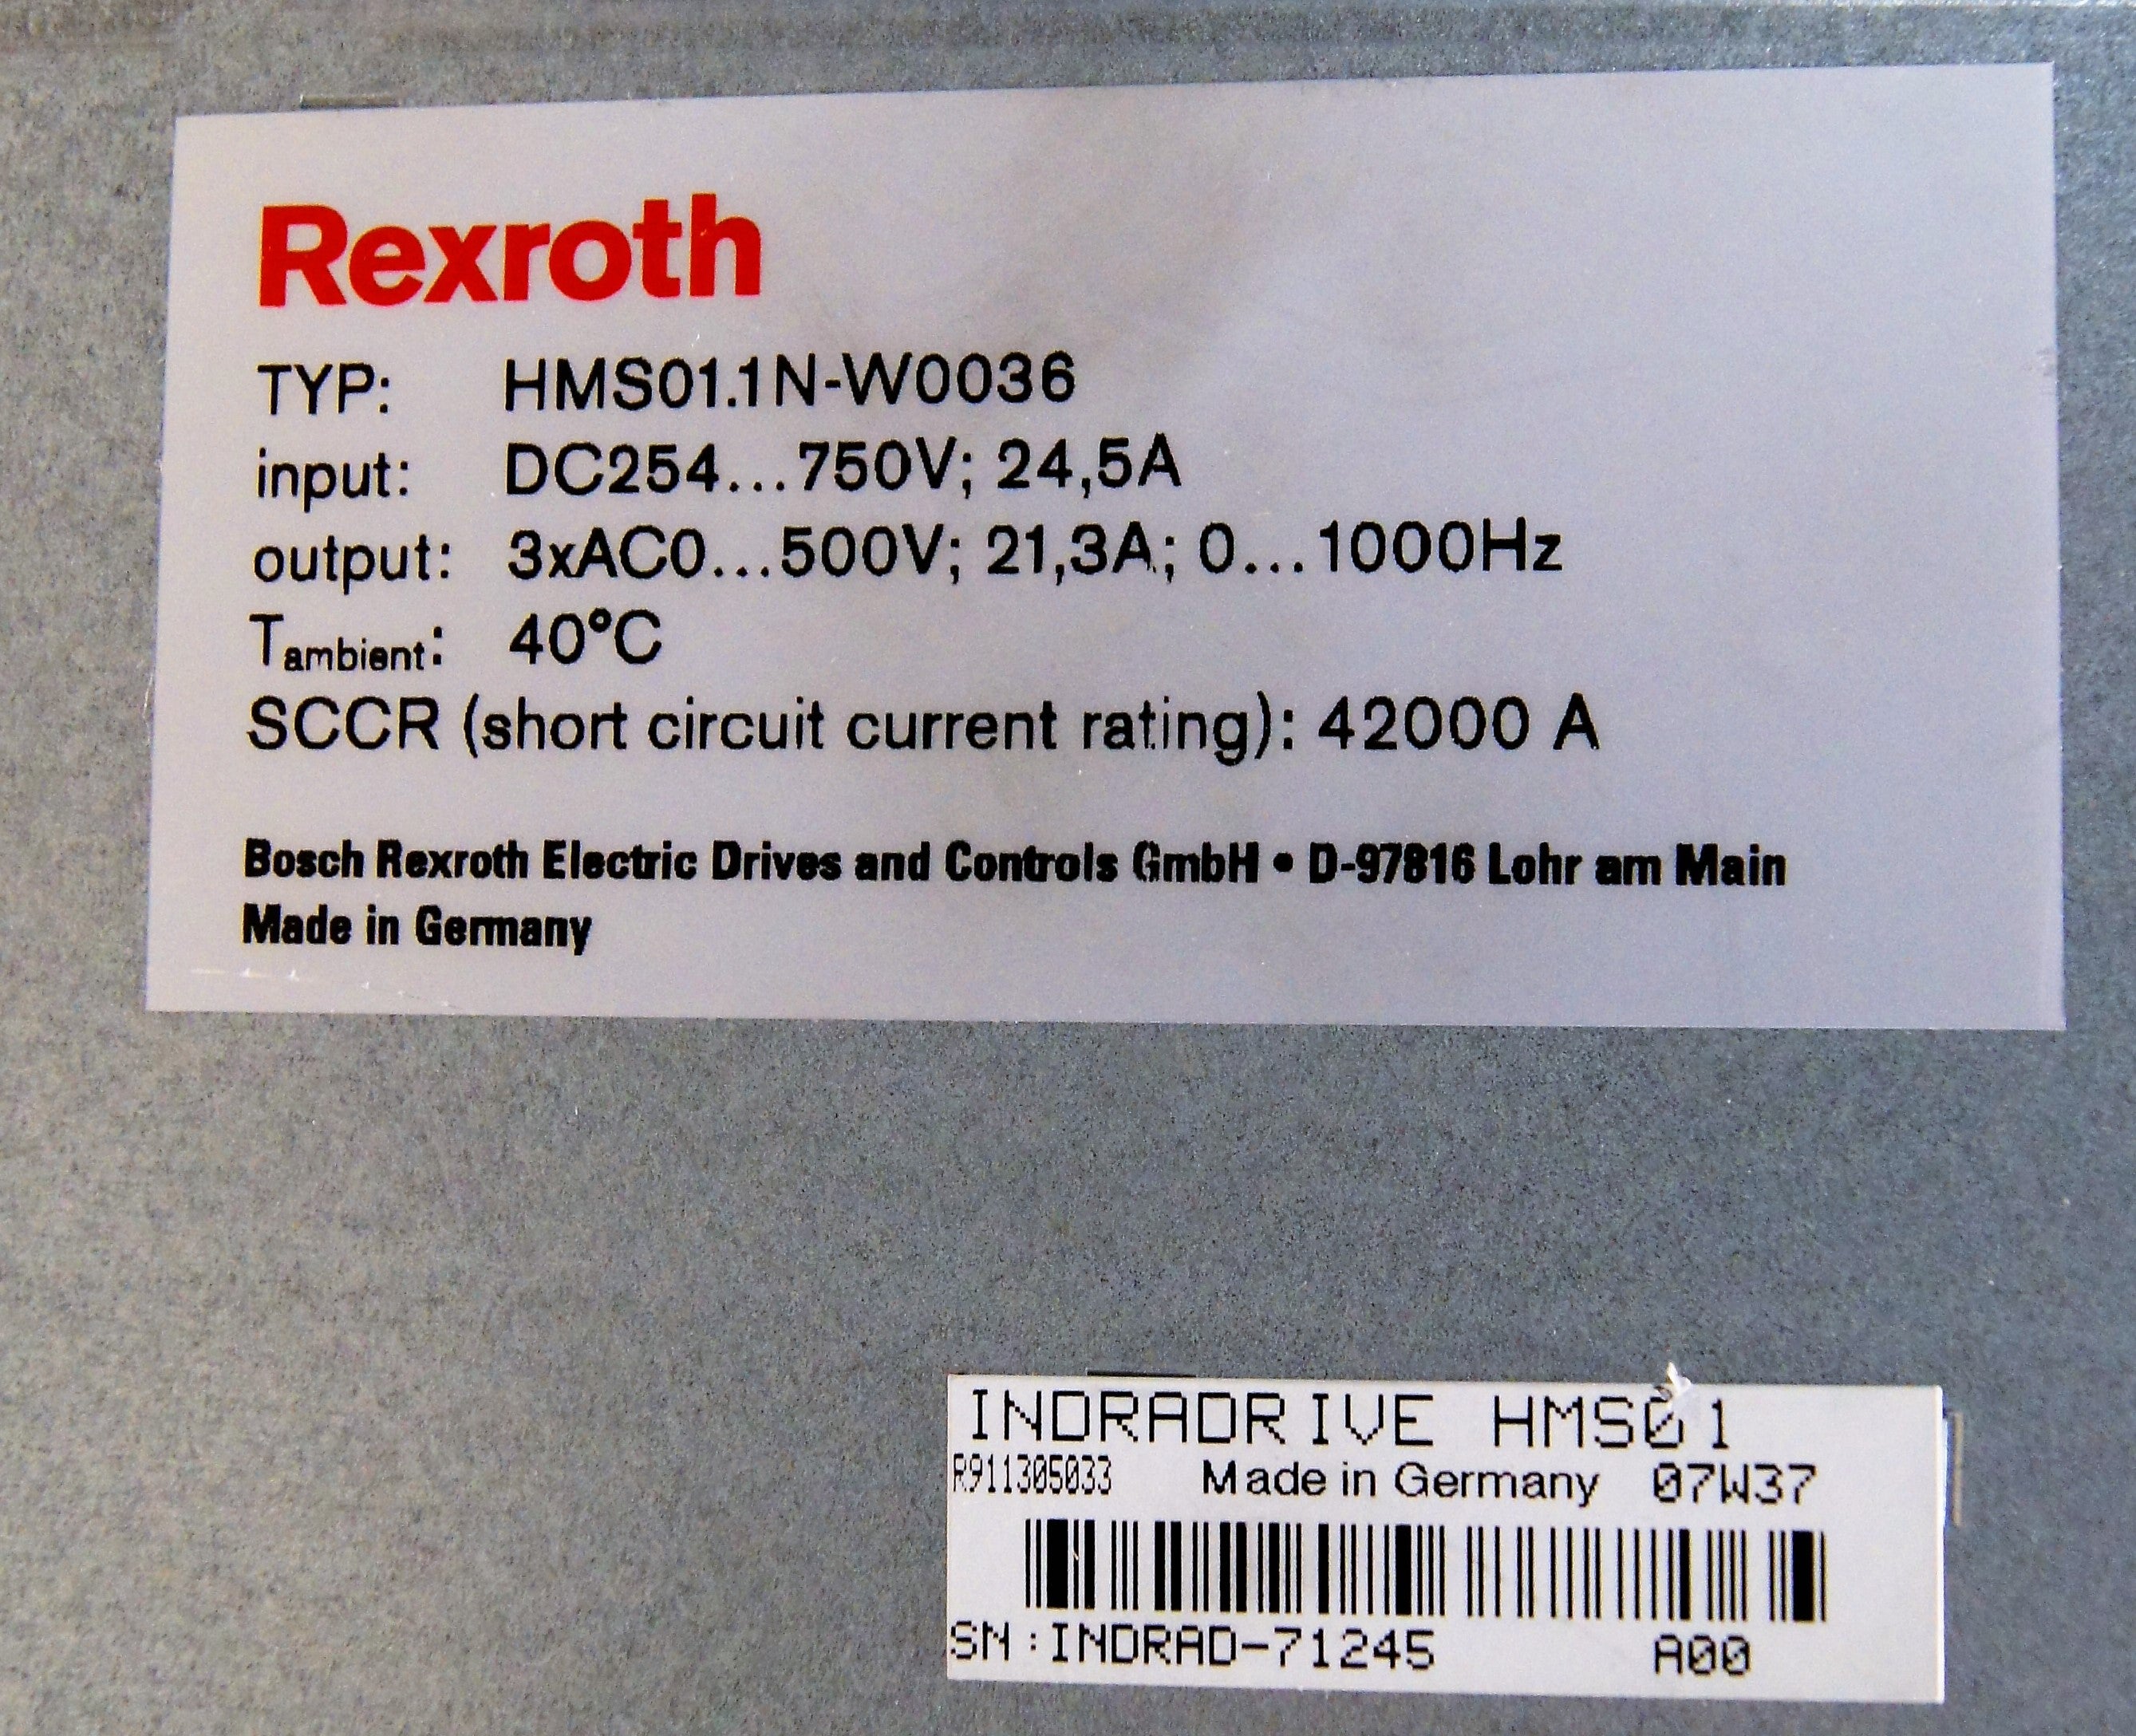 Rexroth
TYP: HMS01.1N-W0036
input: DC254...750V; 24,5A
output: 3xAC0...500V; 21,3A; 0...1000Hz
Tambient: 40°C
SCCR (short circuit current rating): 42000 A
Bosch Rexroth Electric Drives and Controls GmbH • D-97816 Lohr am Main
Made in Germany
INDRADRIVE HMS01
R911305033 Made in Germany 07W37
SN:INDRAD-71245 A00